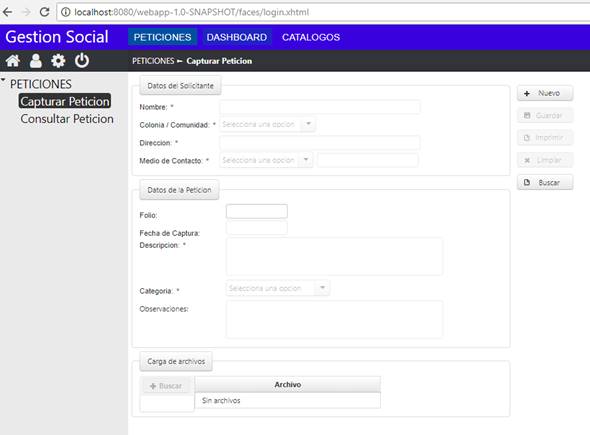 localhost:8080/webapp-1.0-SNAPSHOT/faces/login.xhtml
Gestion Social PETICIONES DASHBOARD CATALOGOS
PETICIONES ← Capturar Peticion
PETICIONES
Capturar Peticion
Consultar Peticion
Datos del Solicitante
Nombre: *
Colonia / Comunidad: * Selecciona una opcion
Direccion: *
Medio de Contacto: * Selecciona una opcion
Datos de la Peticion
Folio:
Fecha de Captura:
Descripcion: *
Categoria: * Selecciona una opcion
Observaciones:
Carga de archivos
+ Buscar Archivo
Sin archivos
+ Nuevo
Guardar
Imprimir
Limpiar
Buscar